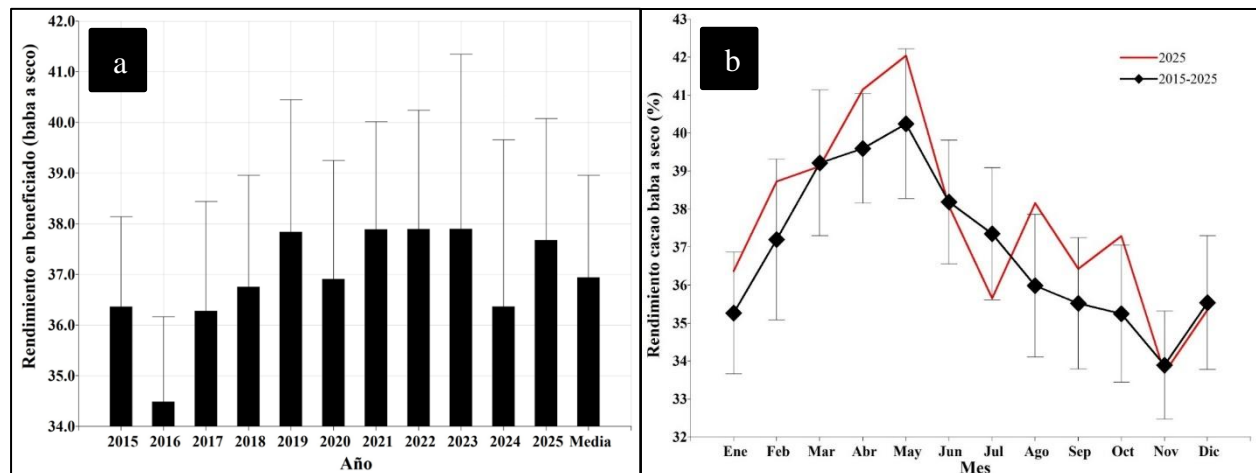 a
Rendimiento en beneficiado (baba a seco)
42.0
41.0
40.0
39.0
38.0
37.0
36.0
35.0
34.0
2015 2016 2017 2018 2019 2020 2021 2022 2023 2024 2025 Media
Año
b
Rendimiento cacao baba a seco (%)
43
42
41
40
39
38
37
36
35
34
33
32
2025
2015-2025
Ene Feb Mar Abr May Jun Jul Ago Sep Oct Nov Dic
Mes